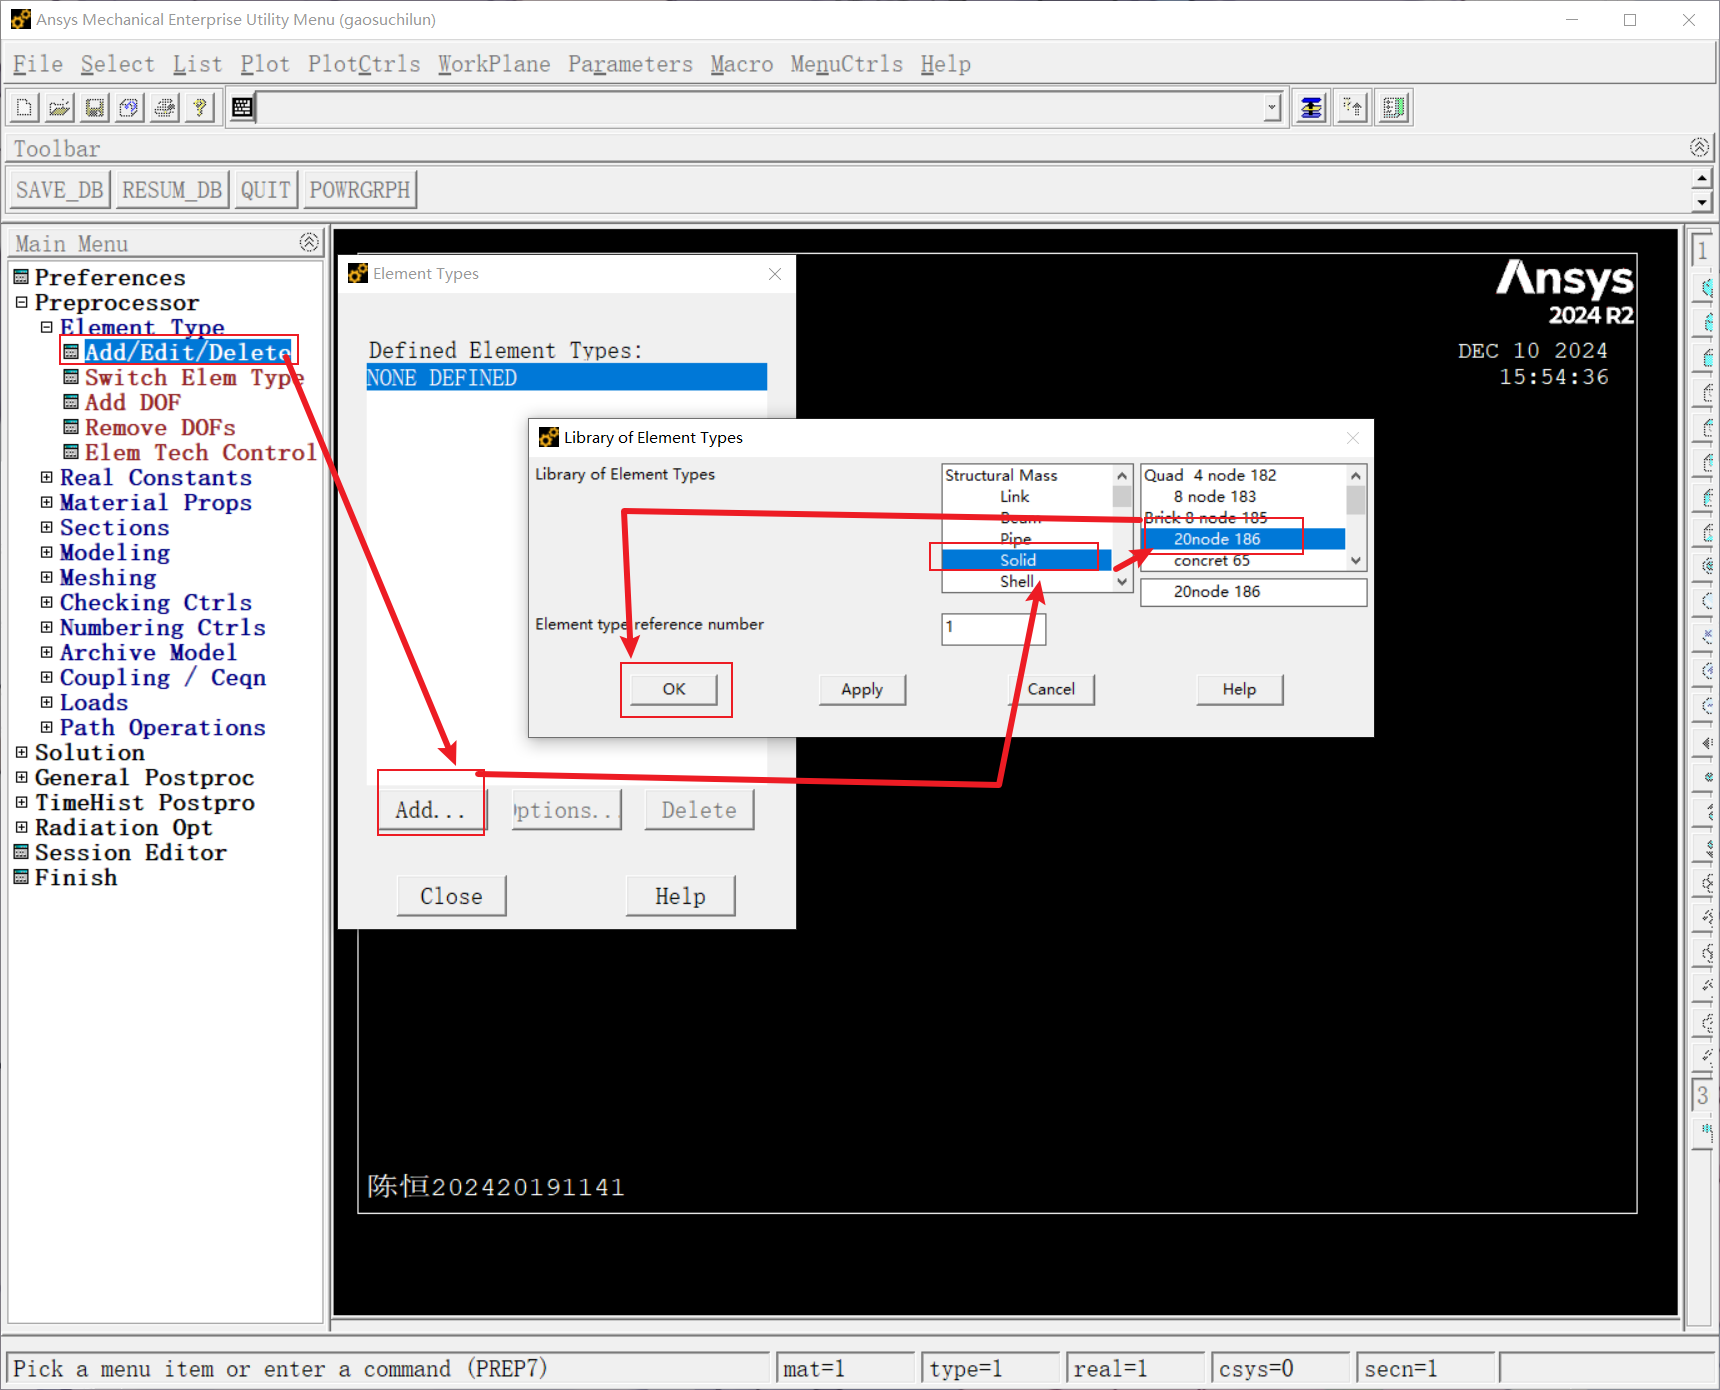 Ansys Mechanical Enterprise Utility Menu (gaosuchilun)
File Select List Plot PlotCtrls WorkPlane Parameters Macro MenuCtrls Help
Toolbar
SAVE_DB RESUM_DB QUIT POWRGRPH
Main Menu
Preferences
Preprocessor
Element Type
Add/Edit/Delete
Switch Elem Type
Add DOF
Remove DOFs
Elem Tech Control
Real Constants
Material Props
Sections
Modeling
Meshing
Checking Ctrls
Numbering Ctrls
Archive Model
Coupling / Ceqn
Loads
Path Operations
Solution
General Postproc
TimeHist Postpro
Radiation Opt
Session Editor
Finish
Element Types
Defined Element Types:
NONE DEFINED
Add... ptions.. Delete
Close Help
Library of Element Types
Library of Element Types
Structural Mass
Link
Beam
Pipe
Solid
Shell
Quad 4 node 182
8 node 183
Brick 8 node 185
20node 186
concret 65
20node 186
Element type reference number
1
OK Apply Cancel Help
Ansys
2024 R2
DEC 10 2024
15:54:36
陈恒202420191141
1
3
Pick a menu item or enter a command (PREP7)
mat=1 type=1 real=1 csys=0 secn=1